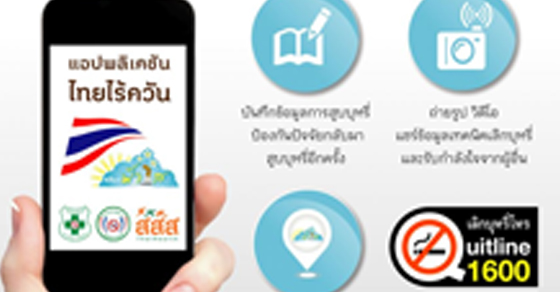 แอปพลิเคชัน
ไทยไร้ควัน
สสส
บันทึกข้อมูลการสูบบุหรี่
ป้องกันปัจจัยกลับมา
สูบบุหรี่อีกครั้ง
ถ่ายรูป วิดีโอ
แชร์ข้อมูลเทคนิคเลิกบุหรี่
และรับกำลังใจจากผู้อื่น
เลิกบุหรี่โทร
Quitline
1600